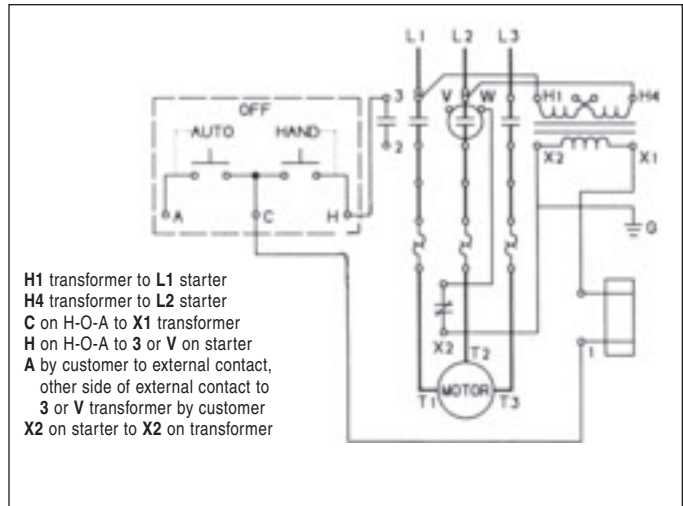 L1 L2 L3
OFF
AUTO HAND
A C H
3 V W H1 H4
2
X2 X1
G
X2 T2
1
T1 MOTOR T3
H1 transformer to L1 starter
H4 transformer to L2 starter
C on H-O-A to X1 transformer
H on H-O-A to 3 or V on starter
A by customer to external contact,
other side of external contact to
3 or V transformer by customer
X2 on starter to X2 on transformer